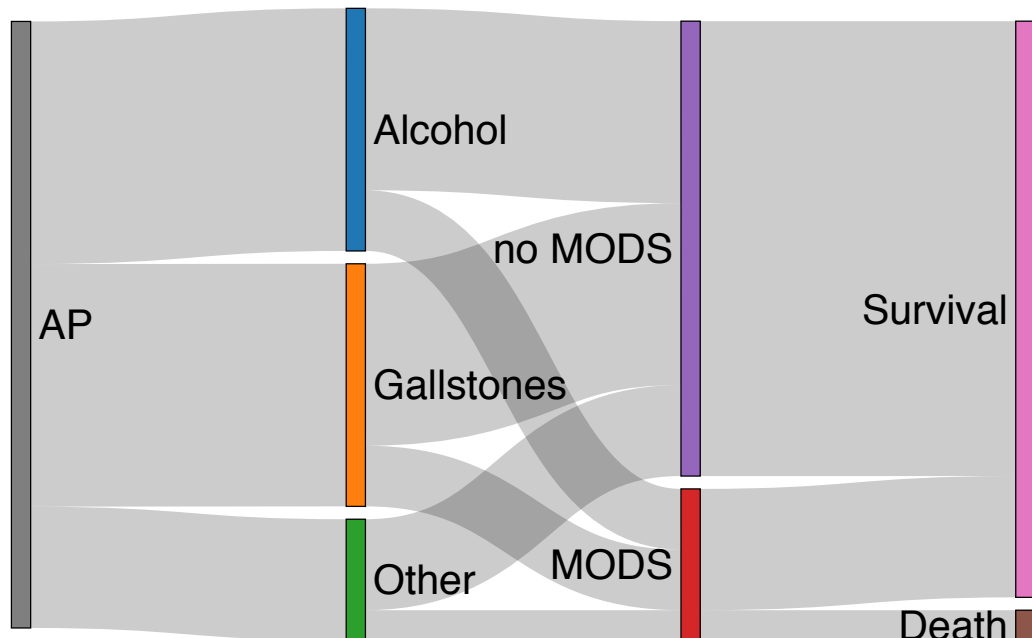 AP
Alcohol
Gallstones
Other
no MODS
MODS
Survival
Death